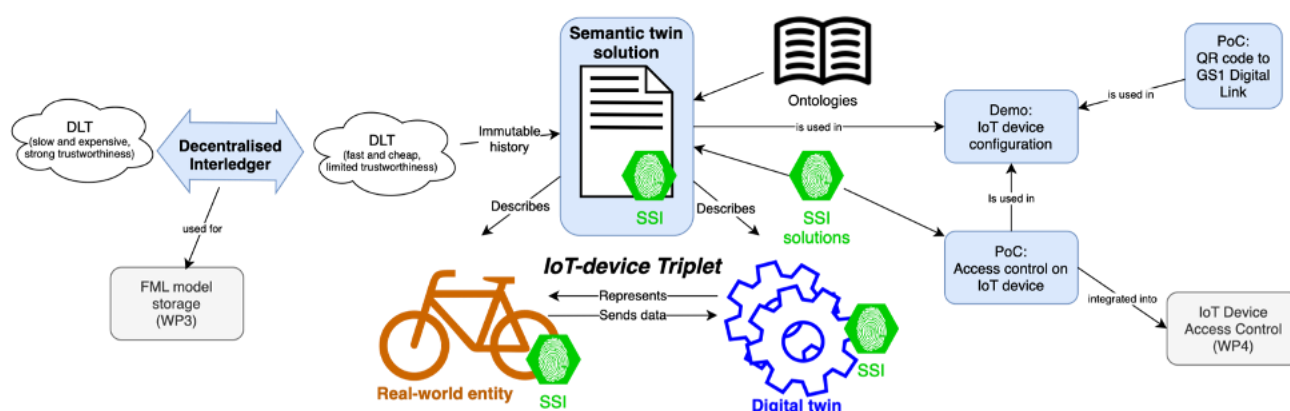 Semantic twin
solution
PoC:
QR code to
GS1 Digital
Link
Ontologies
is used in
DLT
(slow and expensive,
strong trustworthiness)
Decentralised
Interledger
DLT
(fast and cheap,
limited trustworthiness)
Immutable
history
is used in
Demo:
IoT device
configuration
SSI
Describes
Describes
SSI
solutions
Is used in
used for
PoC:
Access control on
IoT device
IoT-device Triplet
FML model
storage
(WP3)
Represents
Sends data
integrated into
IoT Device
Access Control
(WP4)
SSI
Real-world entity
SSI
Digital twin